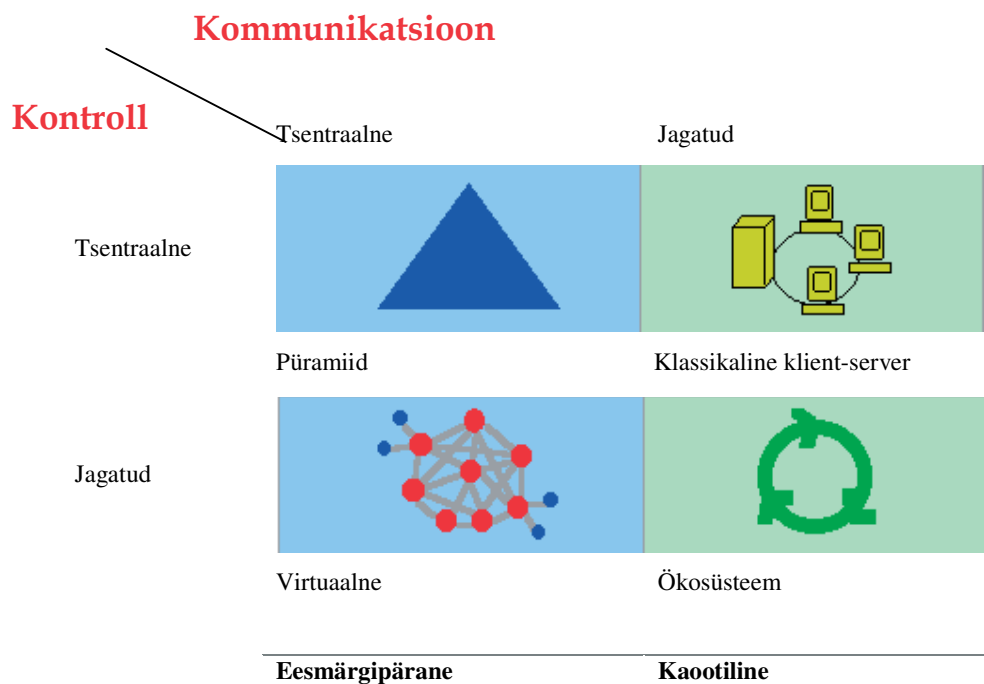 Kommunikatsioon
Kontroll
Tsentraalne Jagatud
Tsentraalne
Püramiid Klassikaline klient-server
Jagatud
Virtuaalne Ökosüsteem
Eesmärgipärane Kaootiline